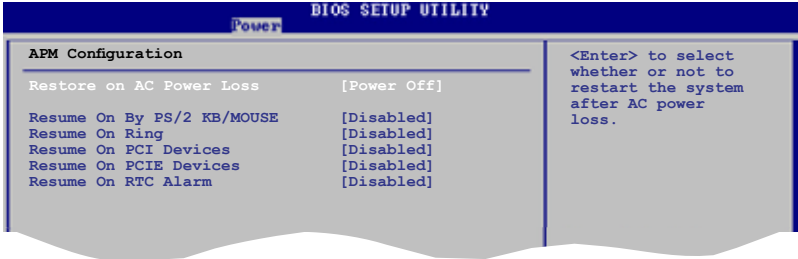 BIOS SETUP UTILITY
Power
APM Configuration
Restore on AC Power Loss [Power Off]
Resume On By PS/2 KB/MOUSE [Disabled]
Resume On Ring [Disabled]
Resume On PCI Devices [Disabled]
Resume On PCIE Devices [Disabled]
Resume On RTC Alarm [Disabled]
<Enter> to select
whether or not to
restart the system
after AC power
loss.